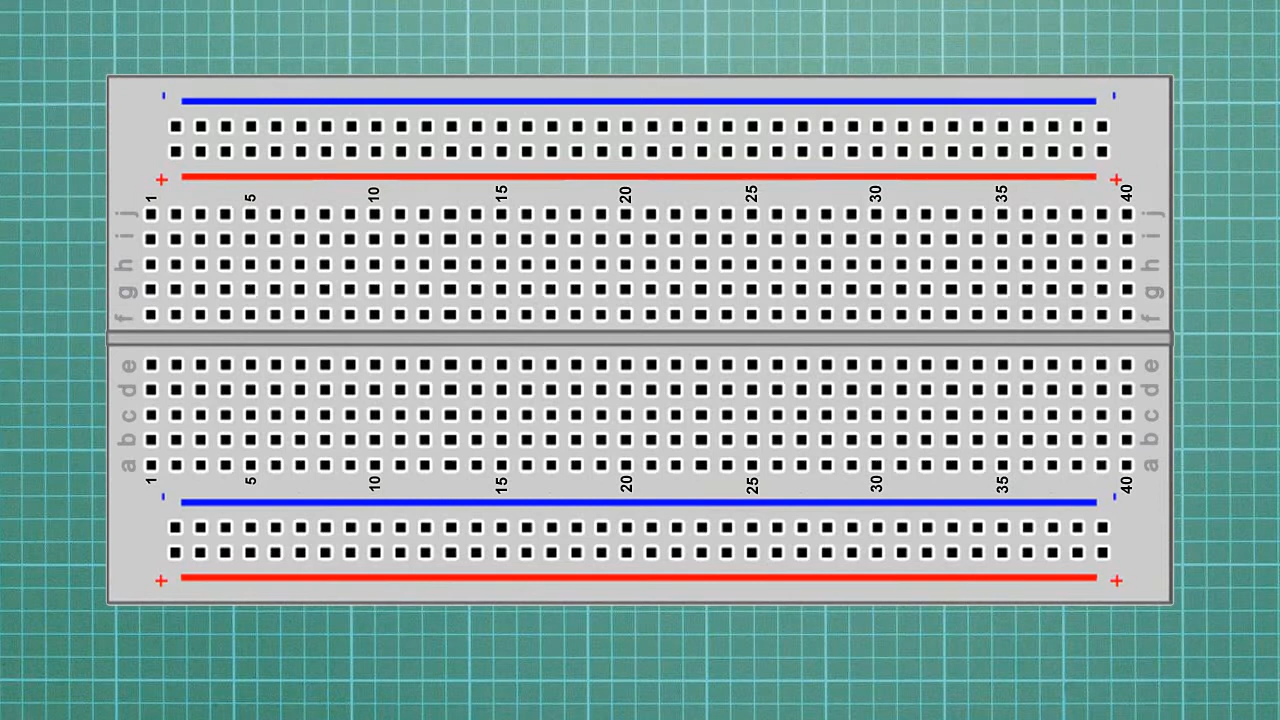 - -
+ +
1 5 10 15 20 25 30 35 40
j j
i i
h h
g g
f f
e e
d d
c c
b b
a a
1 5 10 15 20 25 30 35 40
- -
+ +